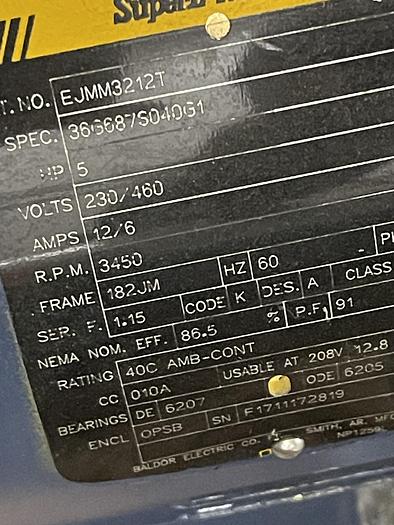 Super-E
T. NO. EJMM3212T
SPEC. 36G687S040G1
HP 5
VOLTS 230/460
AMPS 12/6
R.P.M. 3450
FRAME 182JM HZ 60
SER. F. 1.15 CODE K DES. A CLASS
NEMA NOM. EFF. 86.5 % P.F. 91
RATING 40C AMB-CONT
CC 010A USABLE AT 208V 12.8
BEARINGS DE 6207 ODE 6205
ENCL OPSB SN F1711172819
BALDOR ELECTRIC CO. SMITH, AR. MFG